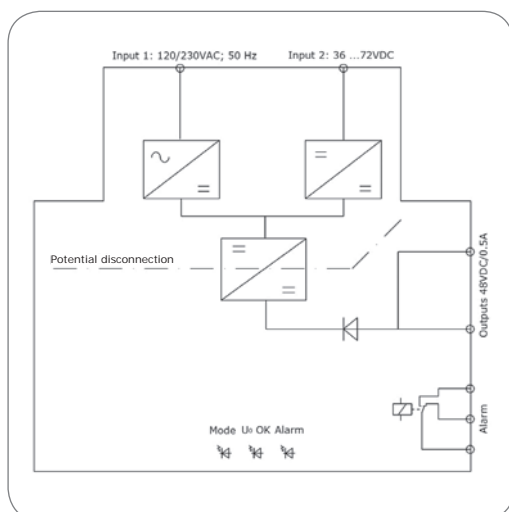 Input 1: 120/230VAC; 50 Hz
Input 2: 36 ...72VDC
Potential disconnection
Outputs 48VDC/0.5A
Alarm
Mode U₀ OK Alarm